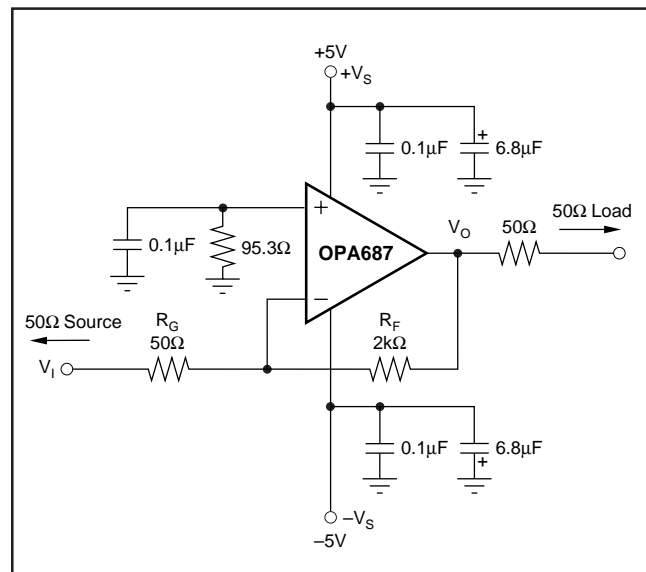 +5V
+V_S
0.1μF
6.8μF
+
0.1μF
95.3Ω
+
OPA687
−
V_O
50Ω
50Ω Load
50Ω Source
R_G
50Ω
V_I
R_F
2kΩ
0.1μF
6.8μF
+
−V_S
−5V